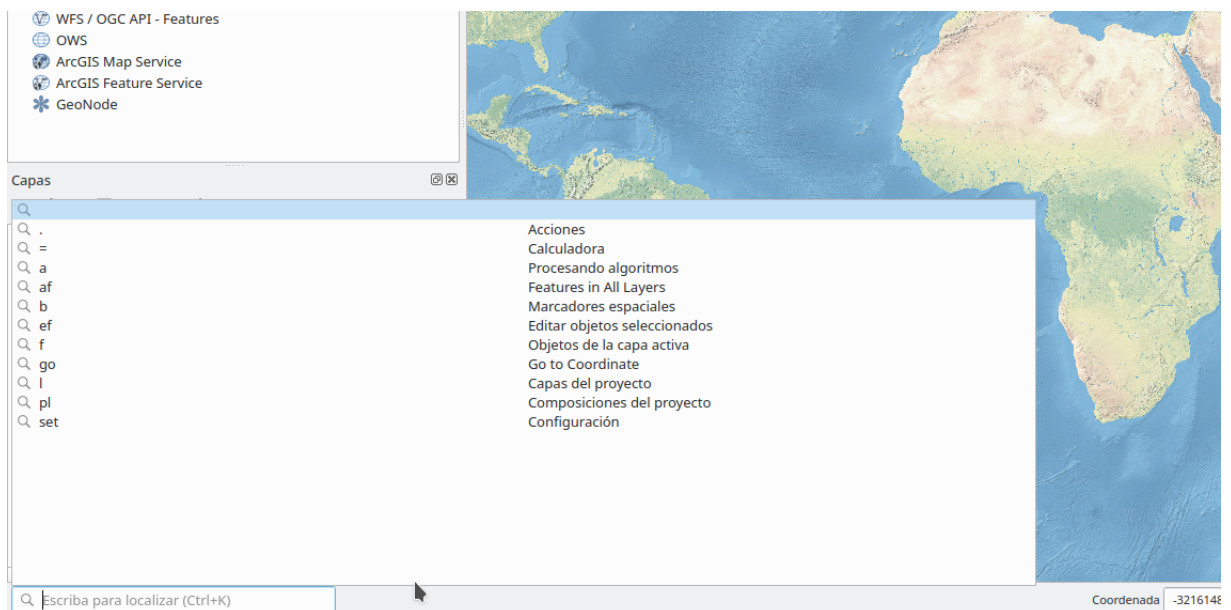 WFS / OGC API - Features
OWS
ArcGIS Map Service
ArcGIS Feature Service
GeoNode
Capas
. Acciones
= Calculadora
a Procesando algoritmos
af Features in All Layers
b Marcadores espaciales
ef Editar objetos seleccionados
f Objetos de la capa activa
go Go to Coordinate
l Capas del proyecto
pl Composiciones del proyecto
set Configuración
Escriba para localizar (Ctrl+K)
Coordenada -3216148